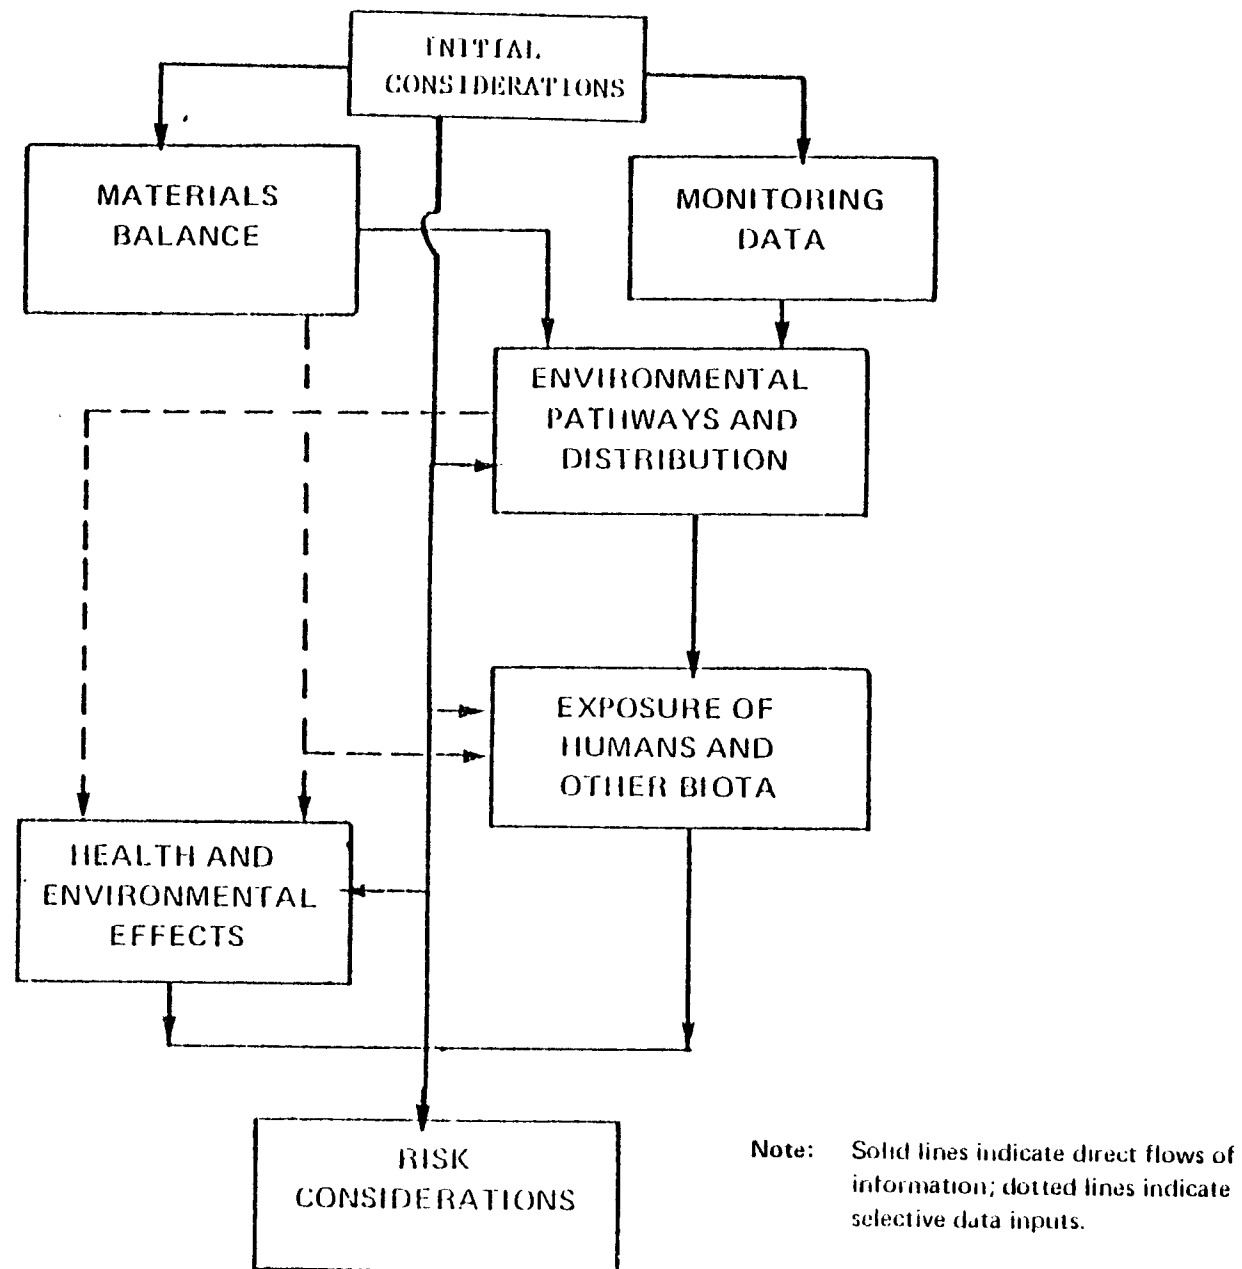 INITIAL
CONSIDERATIONS
MATERIALS
BALANCE
MONITORING
DATA
ENVIRONMENTAL
PATHWAYS AND
DISTRIBUTION
EXPOSURE OF
HUMANS AND
OTHER BIOTA
HEALTH AND
ENVIRONMENTAL
EFFECTS
RISK
CONSIDERATIONS
Note: Solid lines indicate direct flows of
information; dotted lines indicate
selective data inputs.